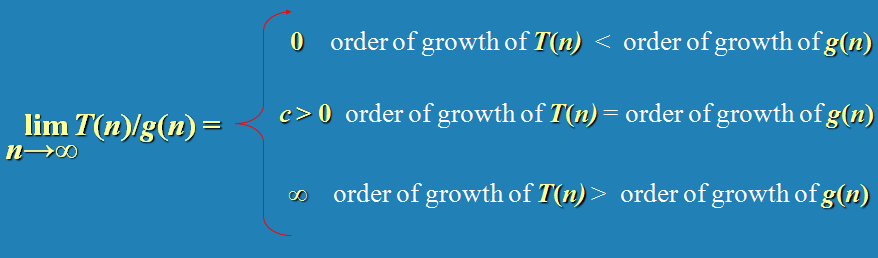 0 order of growth of T(n) < order of growth of g(n)
lim T(n)/g(n) = c > 0 order of growth of T(n) = order of growth of g(n)
n→∞
∞ order of growth of T(n) > order of growth of g(n)